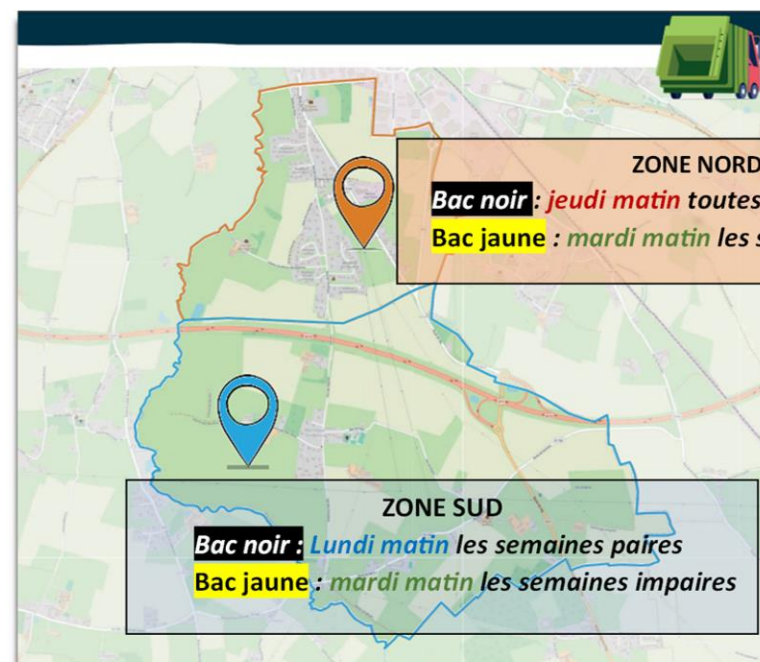 ZONE NORD
Bac noir : jeudi matin toutes
Bac jaune : mardi matin les s
ZONE SUD
Bac noir : Lundi matin les semaines paires
Bac jaune : mardi matin les semaines impaires